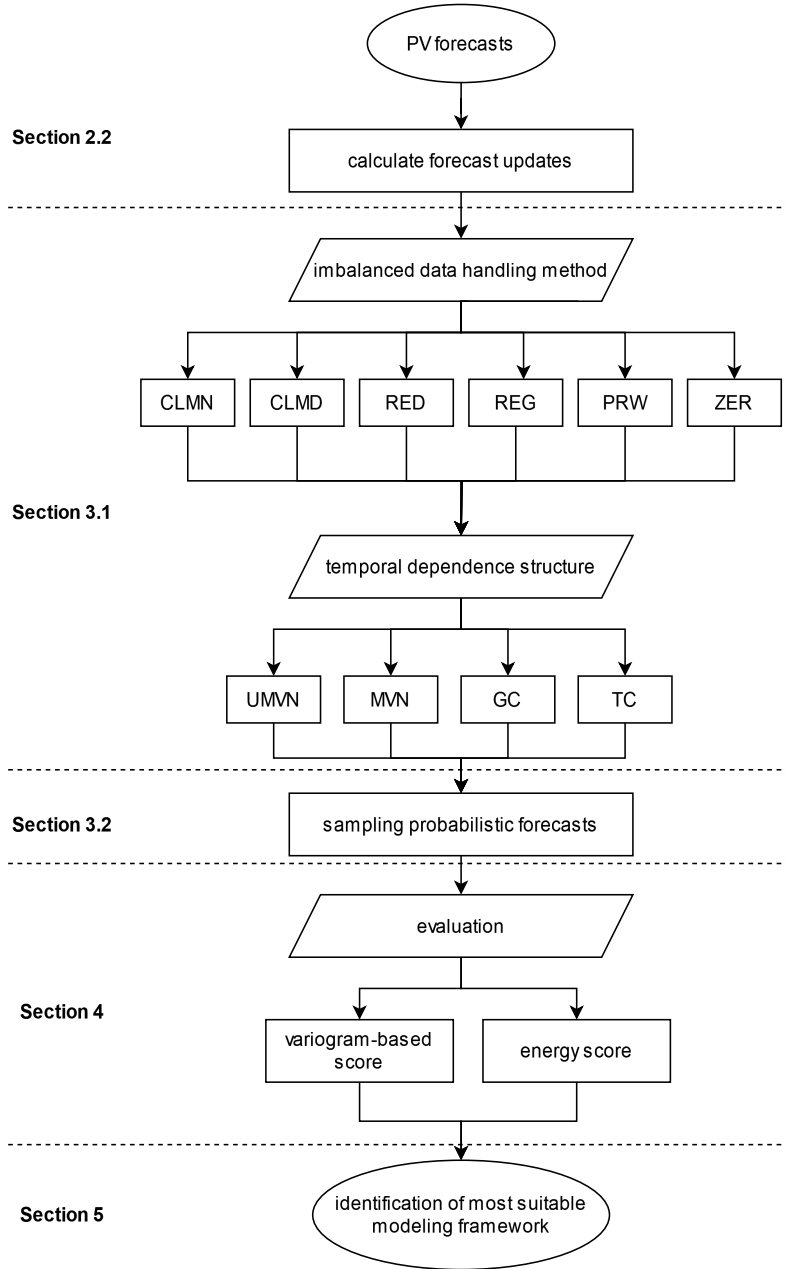 PV forecasts
Section 2.2
calculate forecast updates
imbalanced data handling method
CLMN CLMD RED REG PRW ZER
Section 3.1
temporal dependence structure
UMVN MVN GC TC
Section 3.2
sampling probabilistic forecasts
evaluation
Section 4
variogram-based
score
energy score
Section 5
identification of most suitable
modeling framework